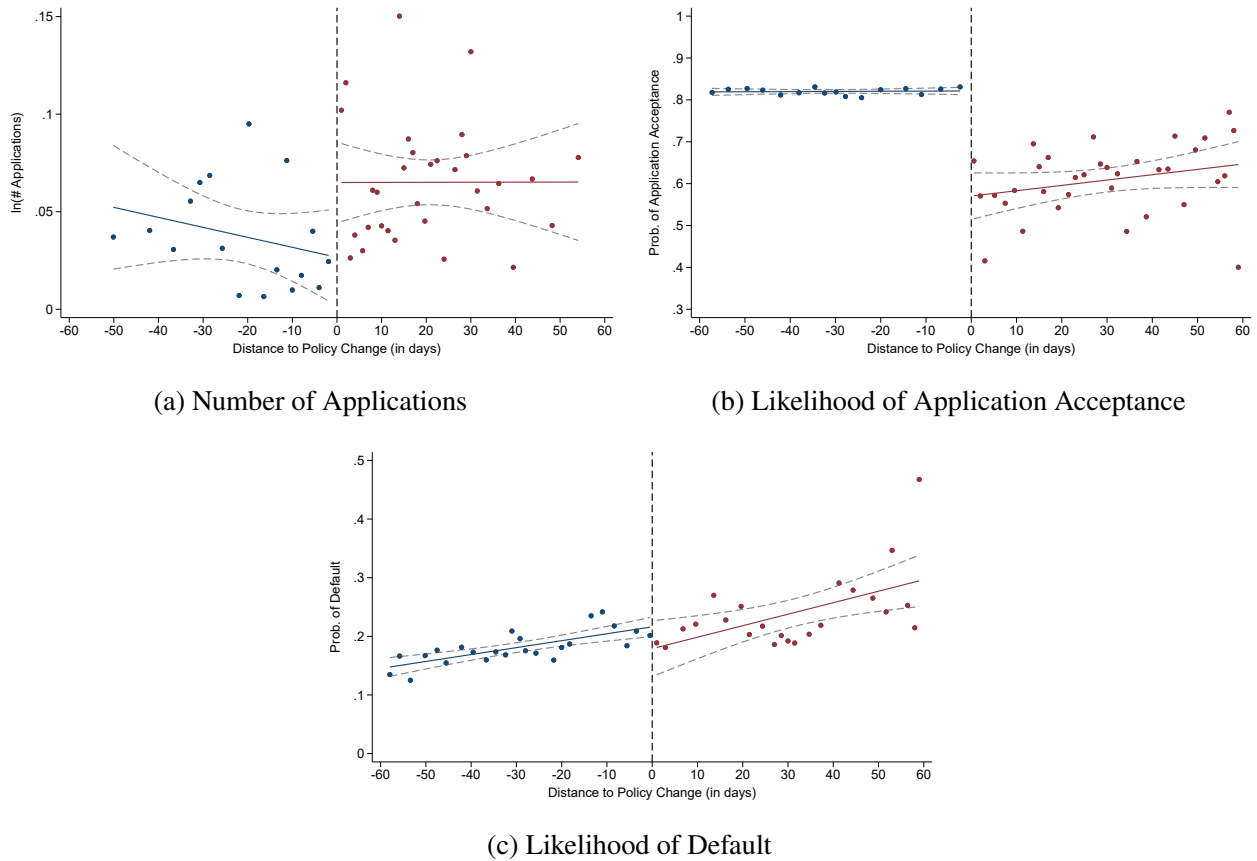 ln(# Applications)
.15
.1
.05
0
-60 -50 -40 -30 -20 -10 0 10 20 30 40 50 60
Distance to Policy Change (in days)
(a) Number of Applications
Prob. of Application Acceptance
1
.9
.8
.7
.6
.5
.4
.3
-60 -50 -40 -30 -20 -10 0 10 20 30 40 50 60
Distance to Policy Change (in days)
(b) Likelihood of Application Acceptance
Prob. of Default
.5
.4
.3
.2
.1
0
-60 -50 -40 -30 -20 -10 0 10 20 30 40 50 60
Distance to Policy Change (in days)
(c) Likelihood of Default